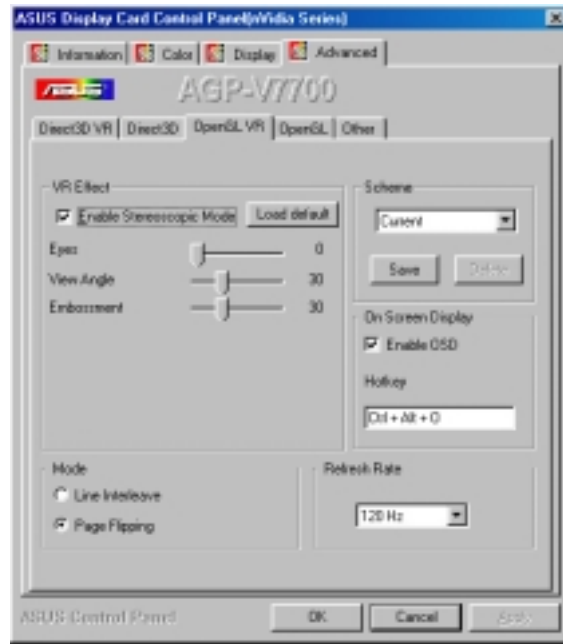 ASUS Display Card Control Panel(nVidia Series)
Information Color Display Advanced
ASUS AGP-V7700
Direct3D VR Direct3D OpenGL VR OpenGL Other
VR Effect
Enable Stereoscopic Mode Load default
Eyes 0
View Angle 30
Embossment 30
Scheme
Current
Save Delete
On Screen Display
Enable OSD
Hotkey
Ctrl + Alt + O
Mode
Line Interleave
Page Flipping
Refresh Rate
120 Hz
ASUS Control Panel OK Cancel Apply